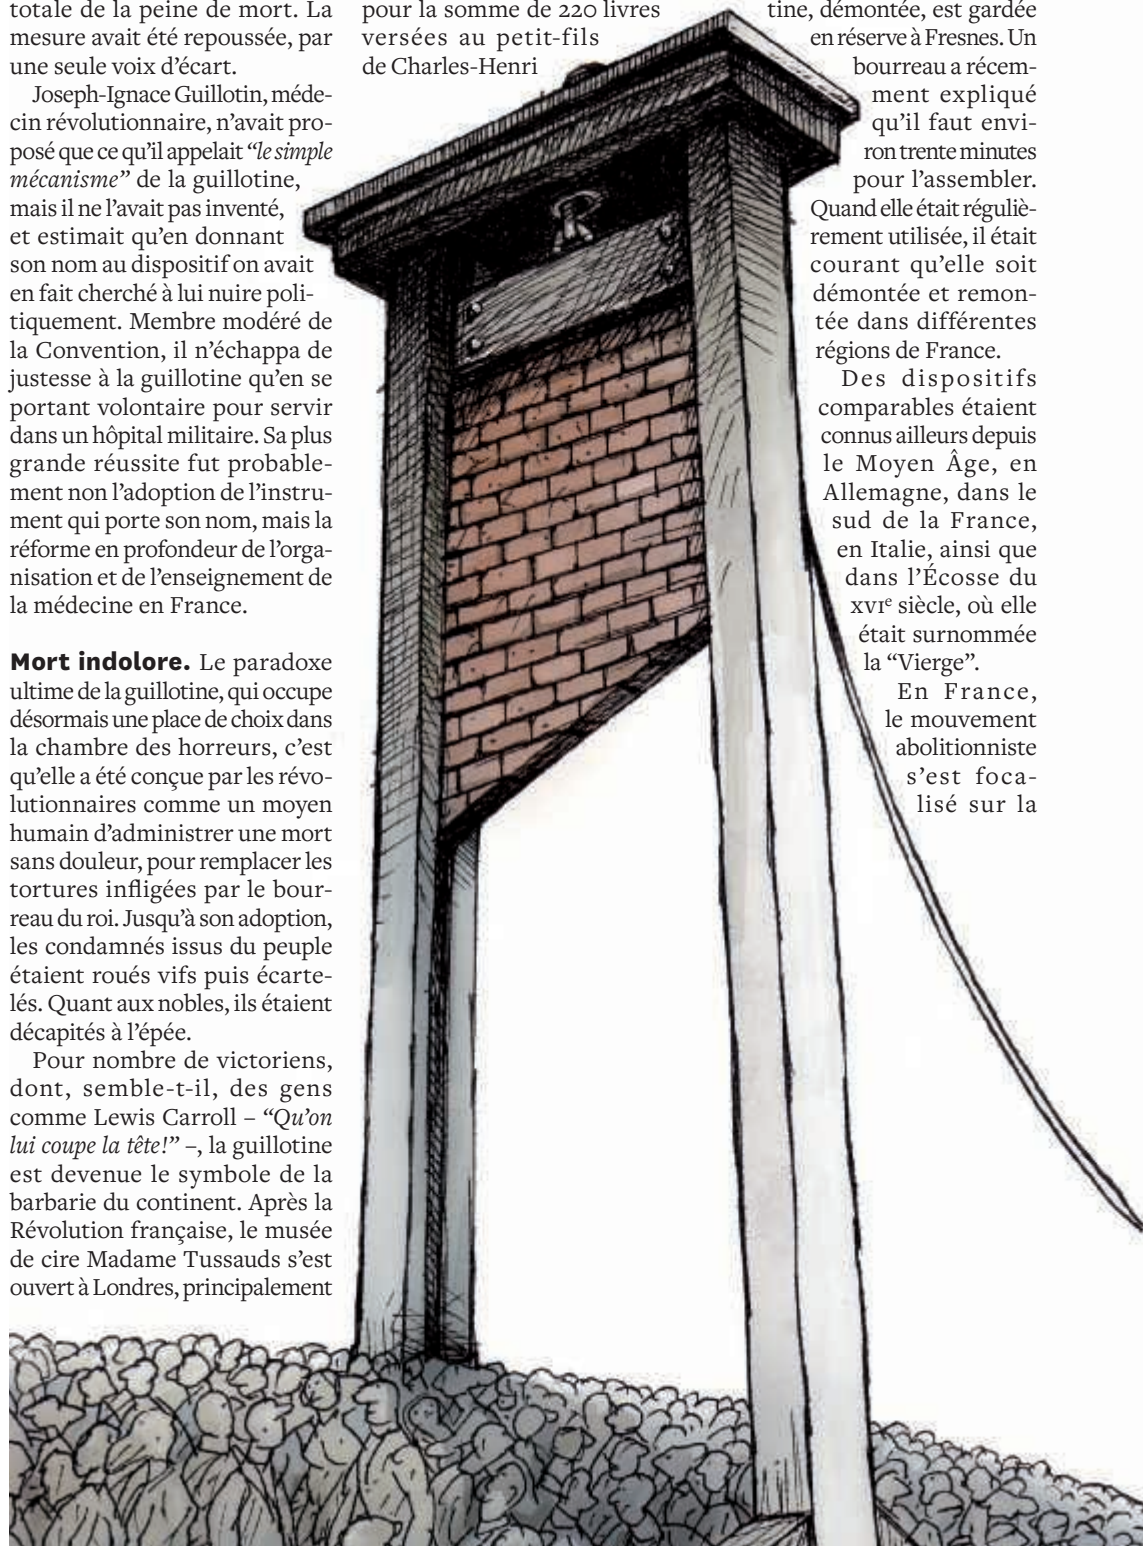 totale de la peine de mort. La
mesure avait été repoussée, par
une seule voix d’écart.
Joseph-Ignace Guillotin, méde-
cin révolutionnaire, n’avait pro-
posé que ce qu’il appelait “le simple
mécanisme” de la guillotine,
mais il ne l’avait pas inventé,
et estimait qu’en donnant
son nom au dispositif on avait
en fait cherché à lui nuire poli-
tiquement. Membre modéré de
la Convention, il n’échappa de
justesse à la guillotine qu’en se
portant volontaire pour servir
dans un hôpital militaire. Sa plus
grande réussite fut probable-
ment non l’adoption de l’instru-
ment qui porte son nom, mais la
réforme en profondeur de l’orga-
nisation et de l’enseignement de
la médecine en France.
Mort indolore. Le paradoxe
ultime de la guillotine, qui occupe
désormais une place de choix dans
la chambre des horreurs, c’est
qu’elle a été conçue par les révo-
lutionnaires comme un moyen
humain d’administrer une mort
sans douleur, pour remplacer les
tortures infligées par le bour-
reau du roi. Jusqu’à son adoption,
les condamnés issus du peuple
étaient roués vifs puis écarte-
lés. Quant aux nobles, ils étaient
décapités à l’épée.
Pour nombre de victoriens,
dont, semble-t-il, des gens
comme Lewis Carroll – “Qu’on
lui coupe la tête!” –, la guillotine
est devenue le symbole de la
barbarie du continent. Après la
Révolution française, le musée
de cire Madame Tussauds s’est
ouvert à Londres, principalement
pour la somme de 220 livres
versées au petit-fils
de Charles-Henri
tine, démontée, est gardée
en réserve à Fresnes. Un
bourreau a récem-
ment expliqué
qu’il faut envi-
ron trente minutes
pour l’assembler.
Quand elle était réguliè-
rement utilisée, il était
courant qu’elle soit
démontée et remon-
tée dans différentes
régions de France.
Des dispositifs
comparables étaient
connus ailleurs depuis
le Moyen Âge, en
Allemagne, dans le
sud de la France,
en Italie, ainsi que
dans l’Écosse du
XVIe siècle, où elle
était surnommée
la “Vierge”.
En France,
le mouvement
abolitionniste
s’est foca-
lisé sur la